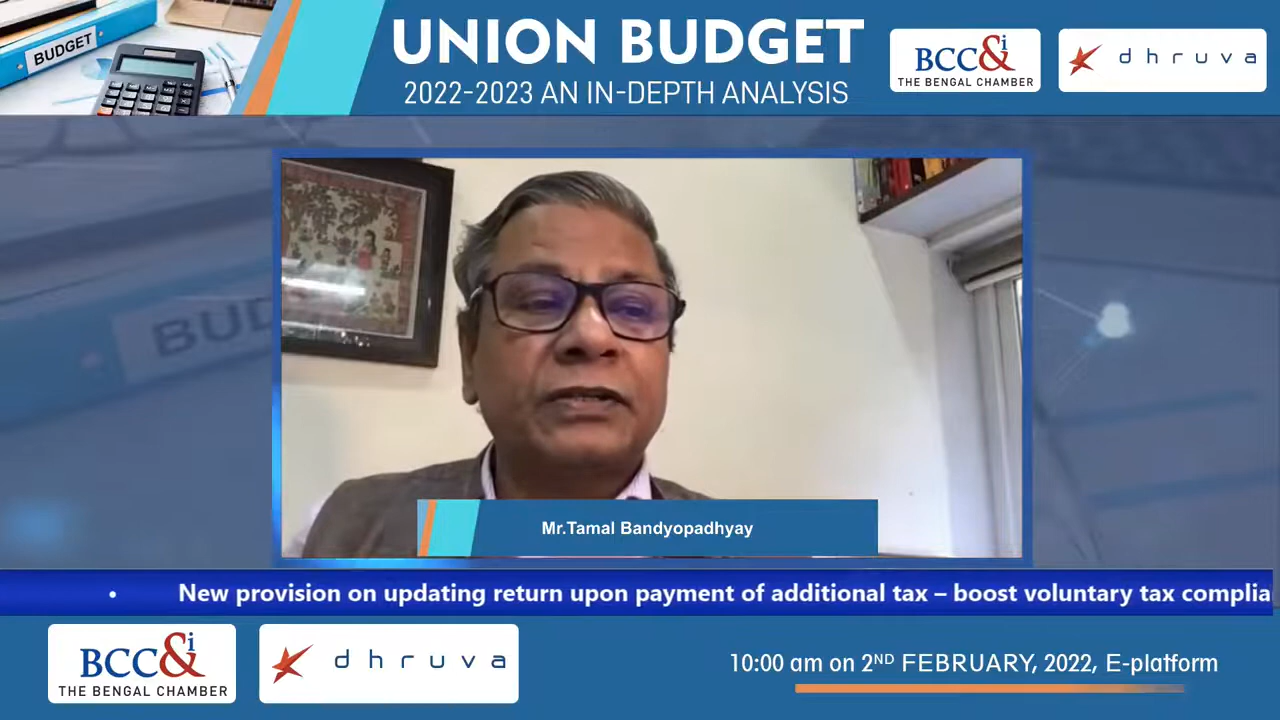 BUDGET
UNION BUDGET
2022-2023 AN IN-DEPTH ANALYSIS
BCC&i
THE BENGAL CHAMBER
dhruva
BUD
Mr.Tamal Bandyopadhyay
• New provision on updating return upon payment of additional tax – boost voluntary tax complia
BCC&i
THE BENGAL CHAMBER
dhruva
10:00 am on 2ND FEBRUARY, 2022, E-platform